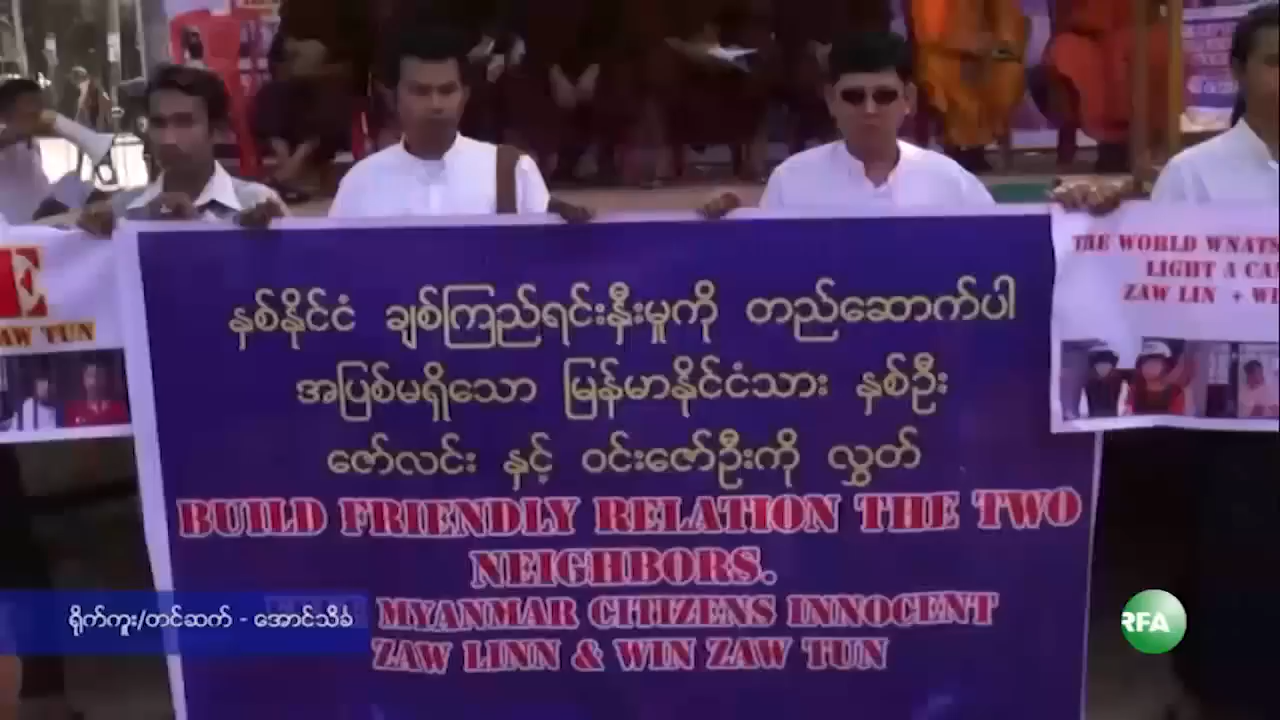 နှစ်နိုင်ငံ ချစ်ကြည်ရင်းနှီးမှုကို တည်ဆောက်ပါ
အပြစ်မရှိသော မြန်မာနိုင်ငံသား နှစ်ဦး
ဇော်လင်း နှင့် ဝင်းဇော်ဦးကို လွှတ်
BUILD FRIENDLY RELATION THE TWO
NEIGHBORS.
MYANMAR CITIZENS INNOCENT
ZAW LINN & WIN ZAW TUN
AW TUN
THE WORLD WNATS
LIGHT A CA
ZAW LIN + W
ရိုက်ကူး/တင်ဆက် - အောင်သိခံ
RFA